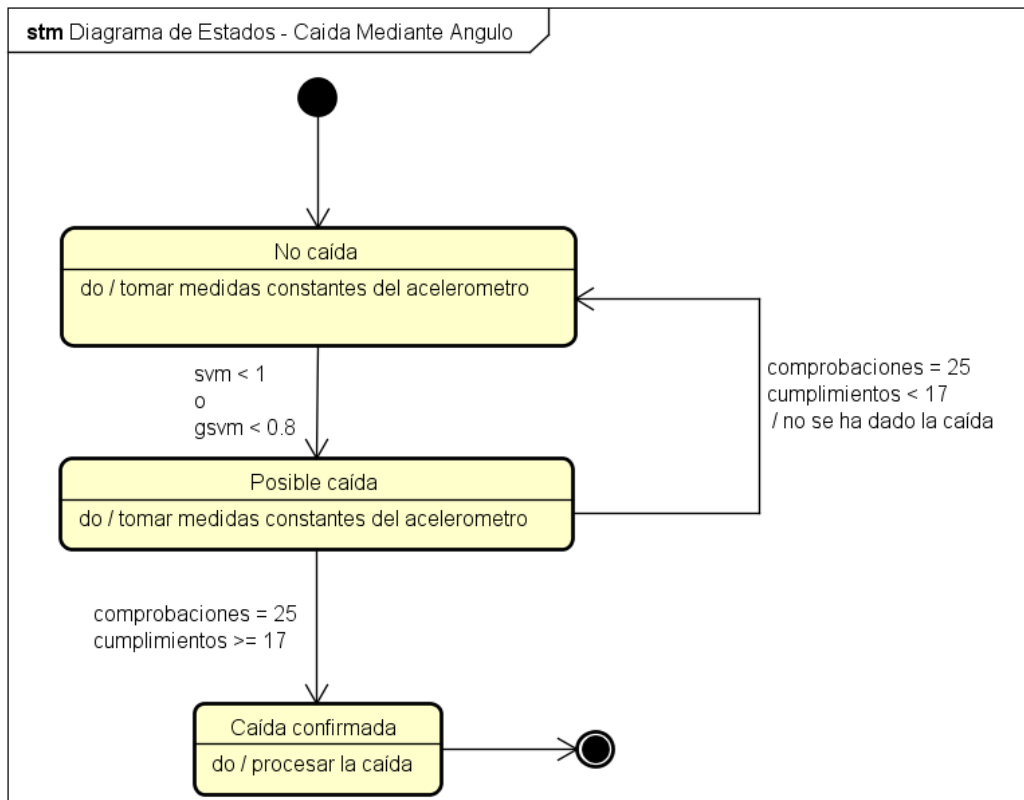 stm Diagrama de Estados - Caida Mediante Angulo
No caída
do / tomar medidas constantes del acelerometro
svm < 1
o
gsvm < 0.8
comprobaciones = 25
cumplimientos < 17
/ no se ha dado la caída
Posible caída
do / tomar medidas constantes del acelerometro
comprobaciones = 25
cumplimientos >= 17
Caída confirmada
do / procesar la caída